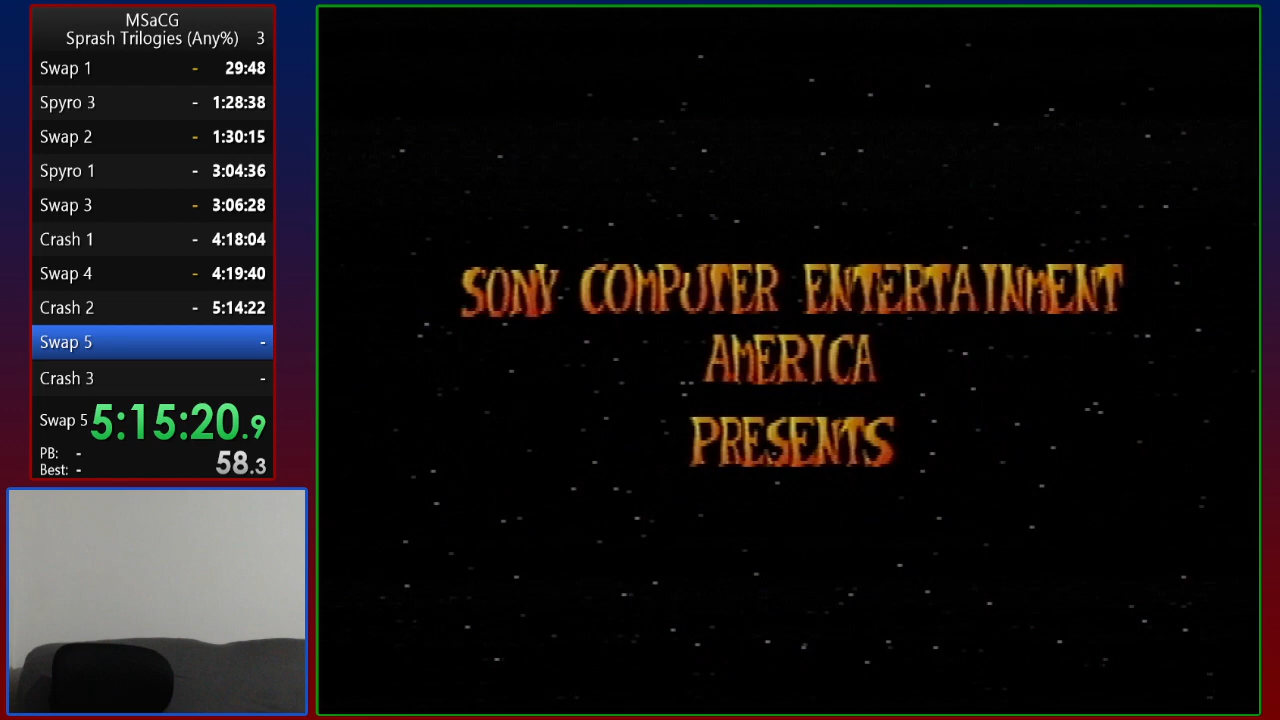 MSaCG
Sprash Trilogies (Any%) 3
Swap 1 - 29:48
Spyro 3 - 1:28:38
Swap 2 - 1:30:15
Spyro 1 - 3:04:36
Swap 3 - 3:06:28
Crash 1 - 4:18:04
Swap 4 - 4:19:40
Crash 2 - 5:14:22
Swap 5 -
Crash 3 -
Swap 5 5:15:20.9
PB: -
Best: - 58.3
SONY COMPUTER ENTERTAINMENT
AMERICA
PRESENTS